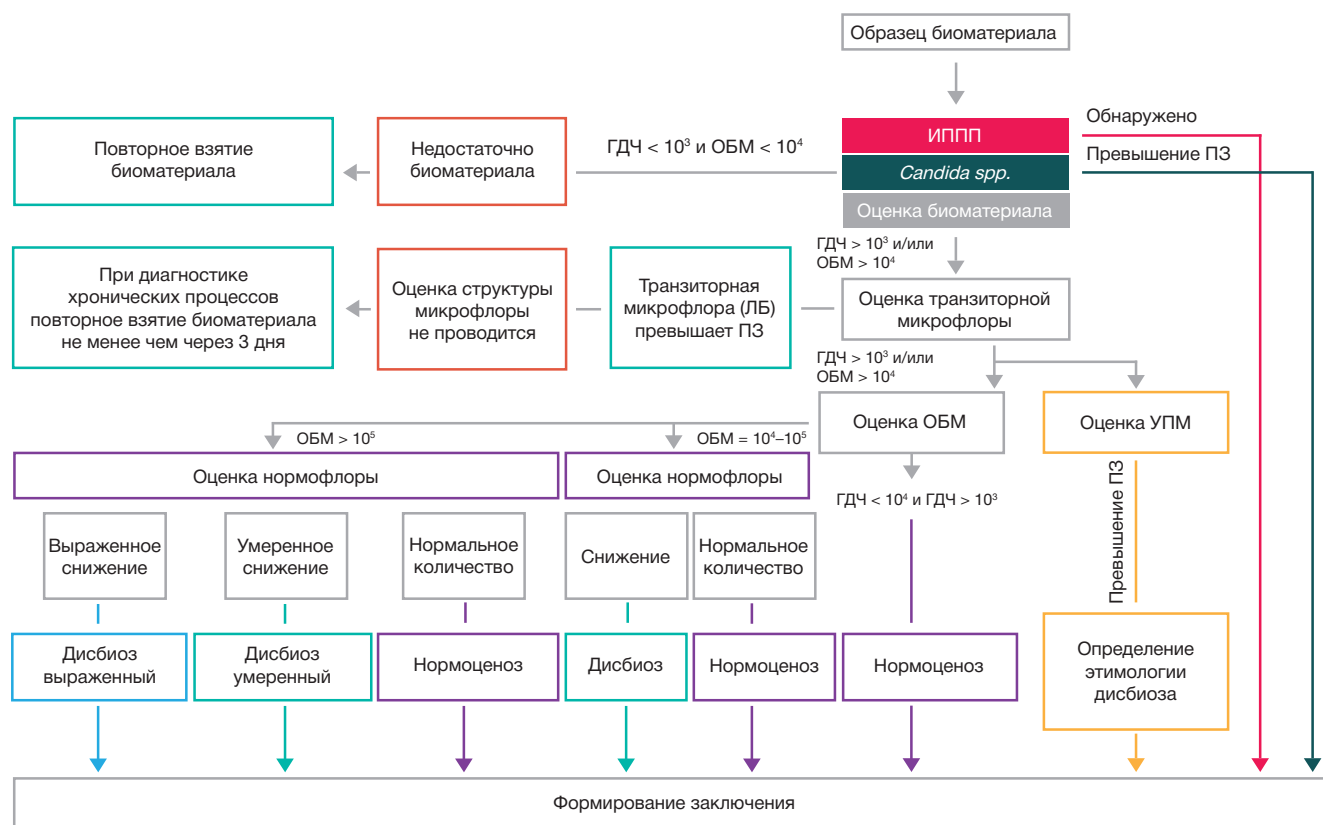 Образец биоматериала
ИППП
Candida spp.
Оценка биоматериала
Обнаружено
Превышение ПЗ
ГДЧ < 10³ и ОБМ < 10⁴
Недостаточно
биоматериала
Повторное взятие
биоматериала
ГДЧ > 10³ и/или
ОБМ > 10⁴
Оценка транзиторной
микрофлоры
Транзиторная
микрофлора (ЛБ)
превышает ПЗ
Оценка структуры
микрофлоры
не проводится
При диагностике
хронических процессов
повторное взятие биоматериала
не менее чем через 3 дня
ГДЧ > 10³ и/или
ОБМ > 10⁴
Оценка ОБМ
Оценка УПМ
ОБМ > 10⁵
ОБМ = 10⁴–10⁵
Оценка нормофлоры
Оценка нормофлоры
ГДЧ < 10⁴ и ГДЧ > 10³
Превышение ПЗ
Выраженное
снижение
Умеренное
снижение
Нормальное
количество
Снижение
Нормальное
количество
Дисбиоз
выраженный
Дисбиоз
умеренный
Нормоценоз
Дисбиоз
Нормоценоз
Нормоценоз
Определение
этимологии
дисбиоза
Формирование заключения